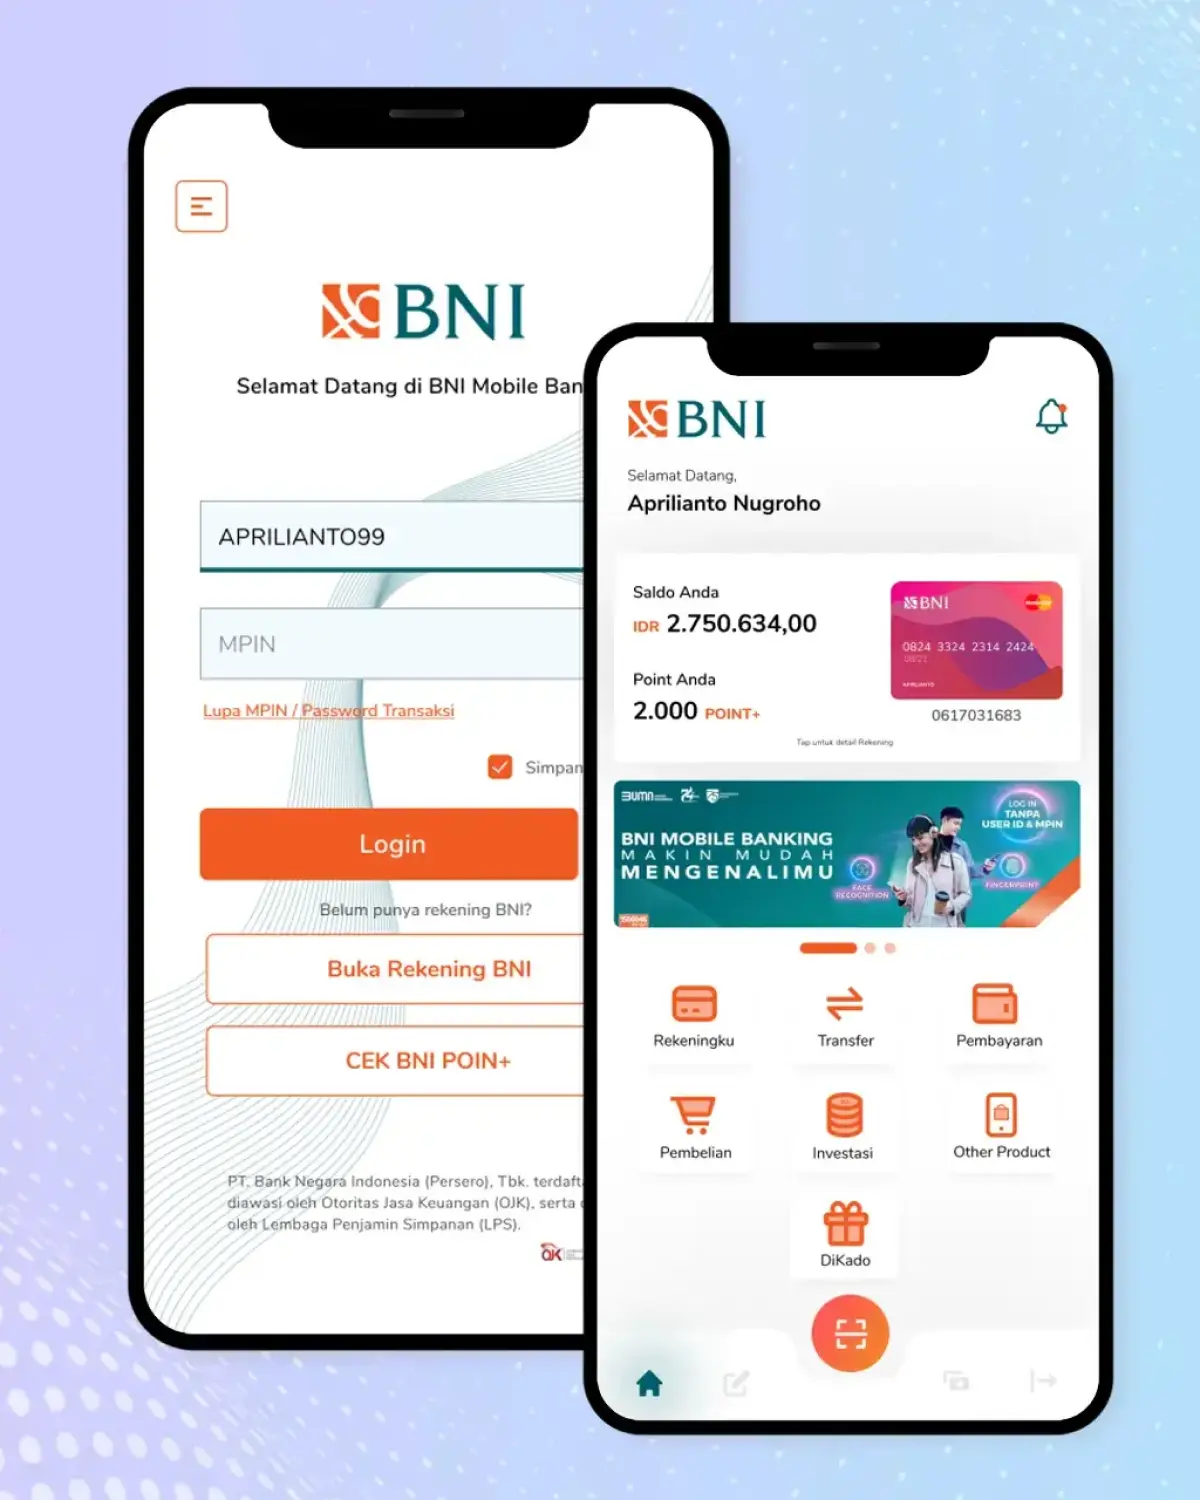 BNI
Selamat Datang di BNI Mobile Ban
APRILIANTO99
MPIN
Lupa MPIN / Password Transaksi
Simpan
Login
Belum punya rekening BNI?
Buka Rekening BNI
CEK BNI POIN+
PT. Bank Negara Indonesia (Persero), Tbk. terdaft
diawasi oleh Otoritas Jasa Keuangan (OJK), serta
oleh Lembaga Penjamin Simpanan (LPS).
OJK
BNI
Selamat Datang,
Aprilianto Nugroho
Saldo Anda
IDR 2.750.634,00
Point Anda
2.000 POINT+
BNI
0824 3324 2314 2424
08/21
APRILIANTO
0617031683
Tap untuk detail Rekening
BUMN
BNI MOBILE BANKING
MAKIN MUDAH
MENGENALIMU
FACE
RECOGNITION
LOG IN
TANPA
USER ID & MPIN
FINGERPRINT
Rekeningku
Transfer
Pembayaran
Pembelian
Investasi
Other Product
DiKado